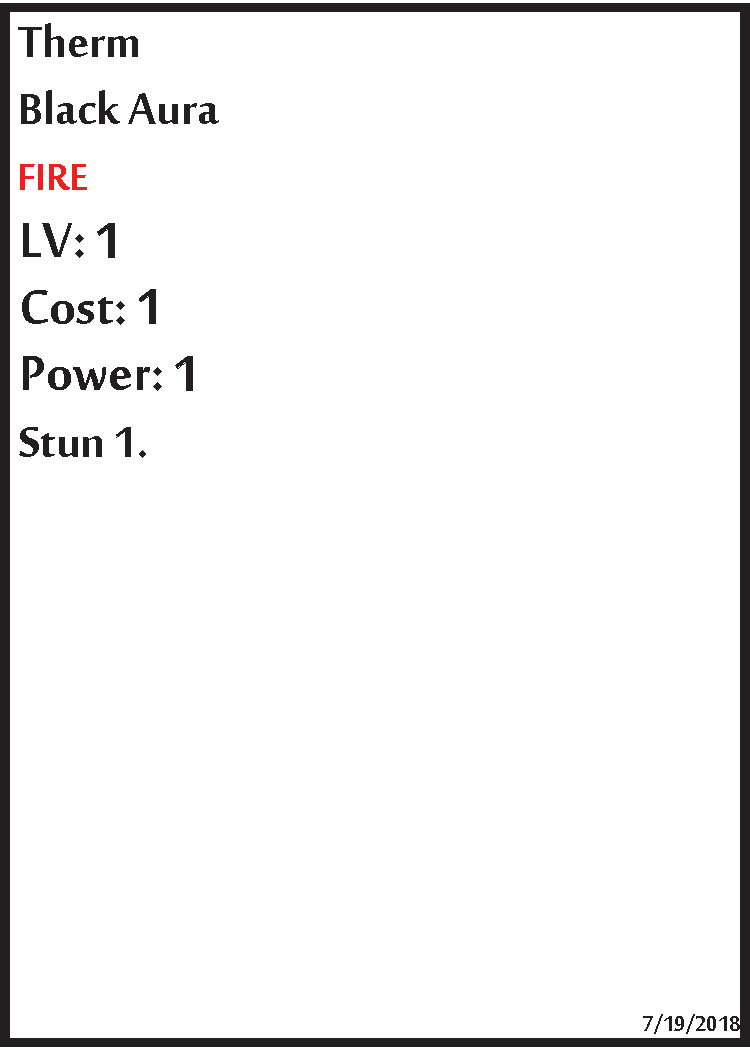 Therm
Black Aura
FIRE
LV: 1
Cost: 1
Power: 1
Stun 1.
7/19/2018